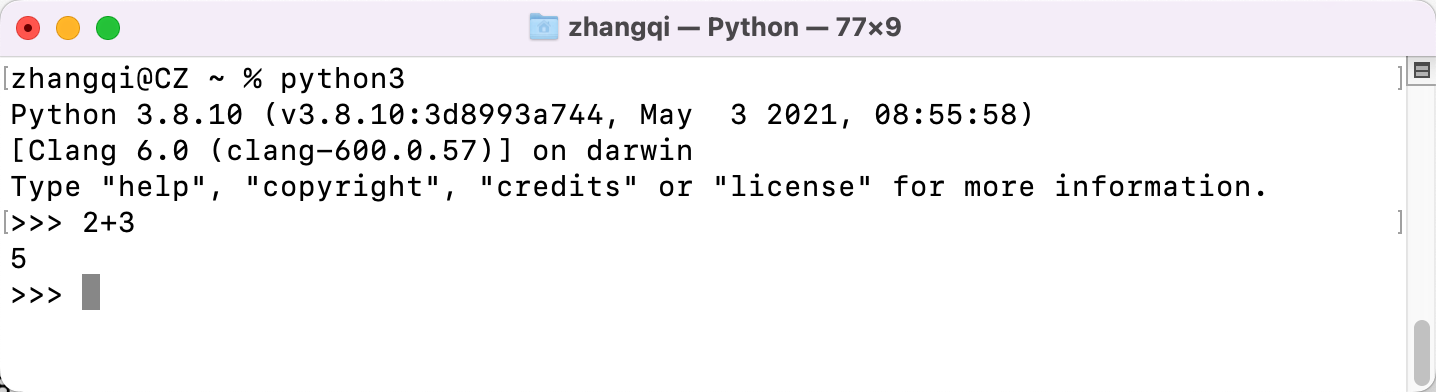 zhangqi — Python — 77×9
[zhangqi@CZ ~ % python3 ]
Python 3.8.10 (v3.8.10:3d8993a744, May  3 2021, 08:55:58)
[Clang 6.0 (clang-600.0.57)] on darwin
Type "help", "copyright", "credits" or "license" for more information.
[>>> 2+3 ]
5
>>>